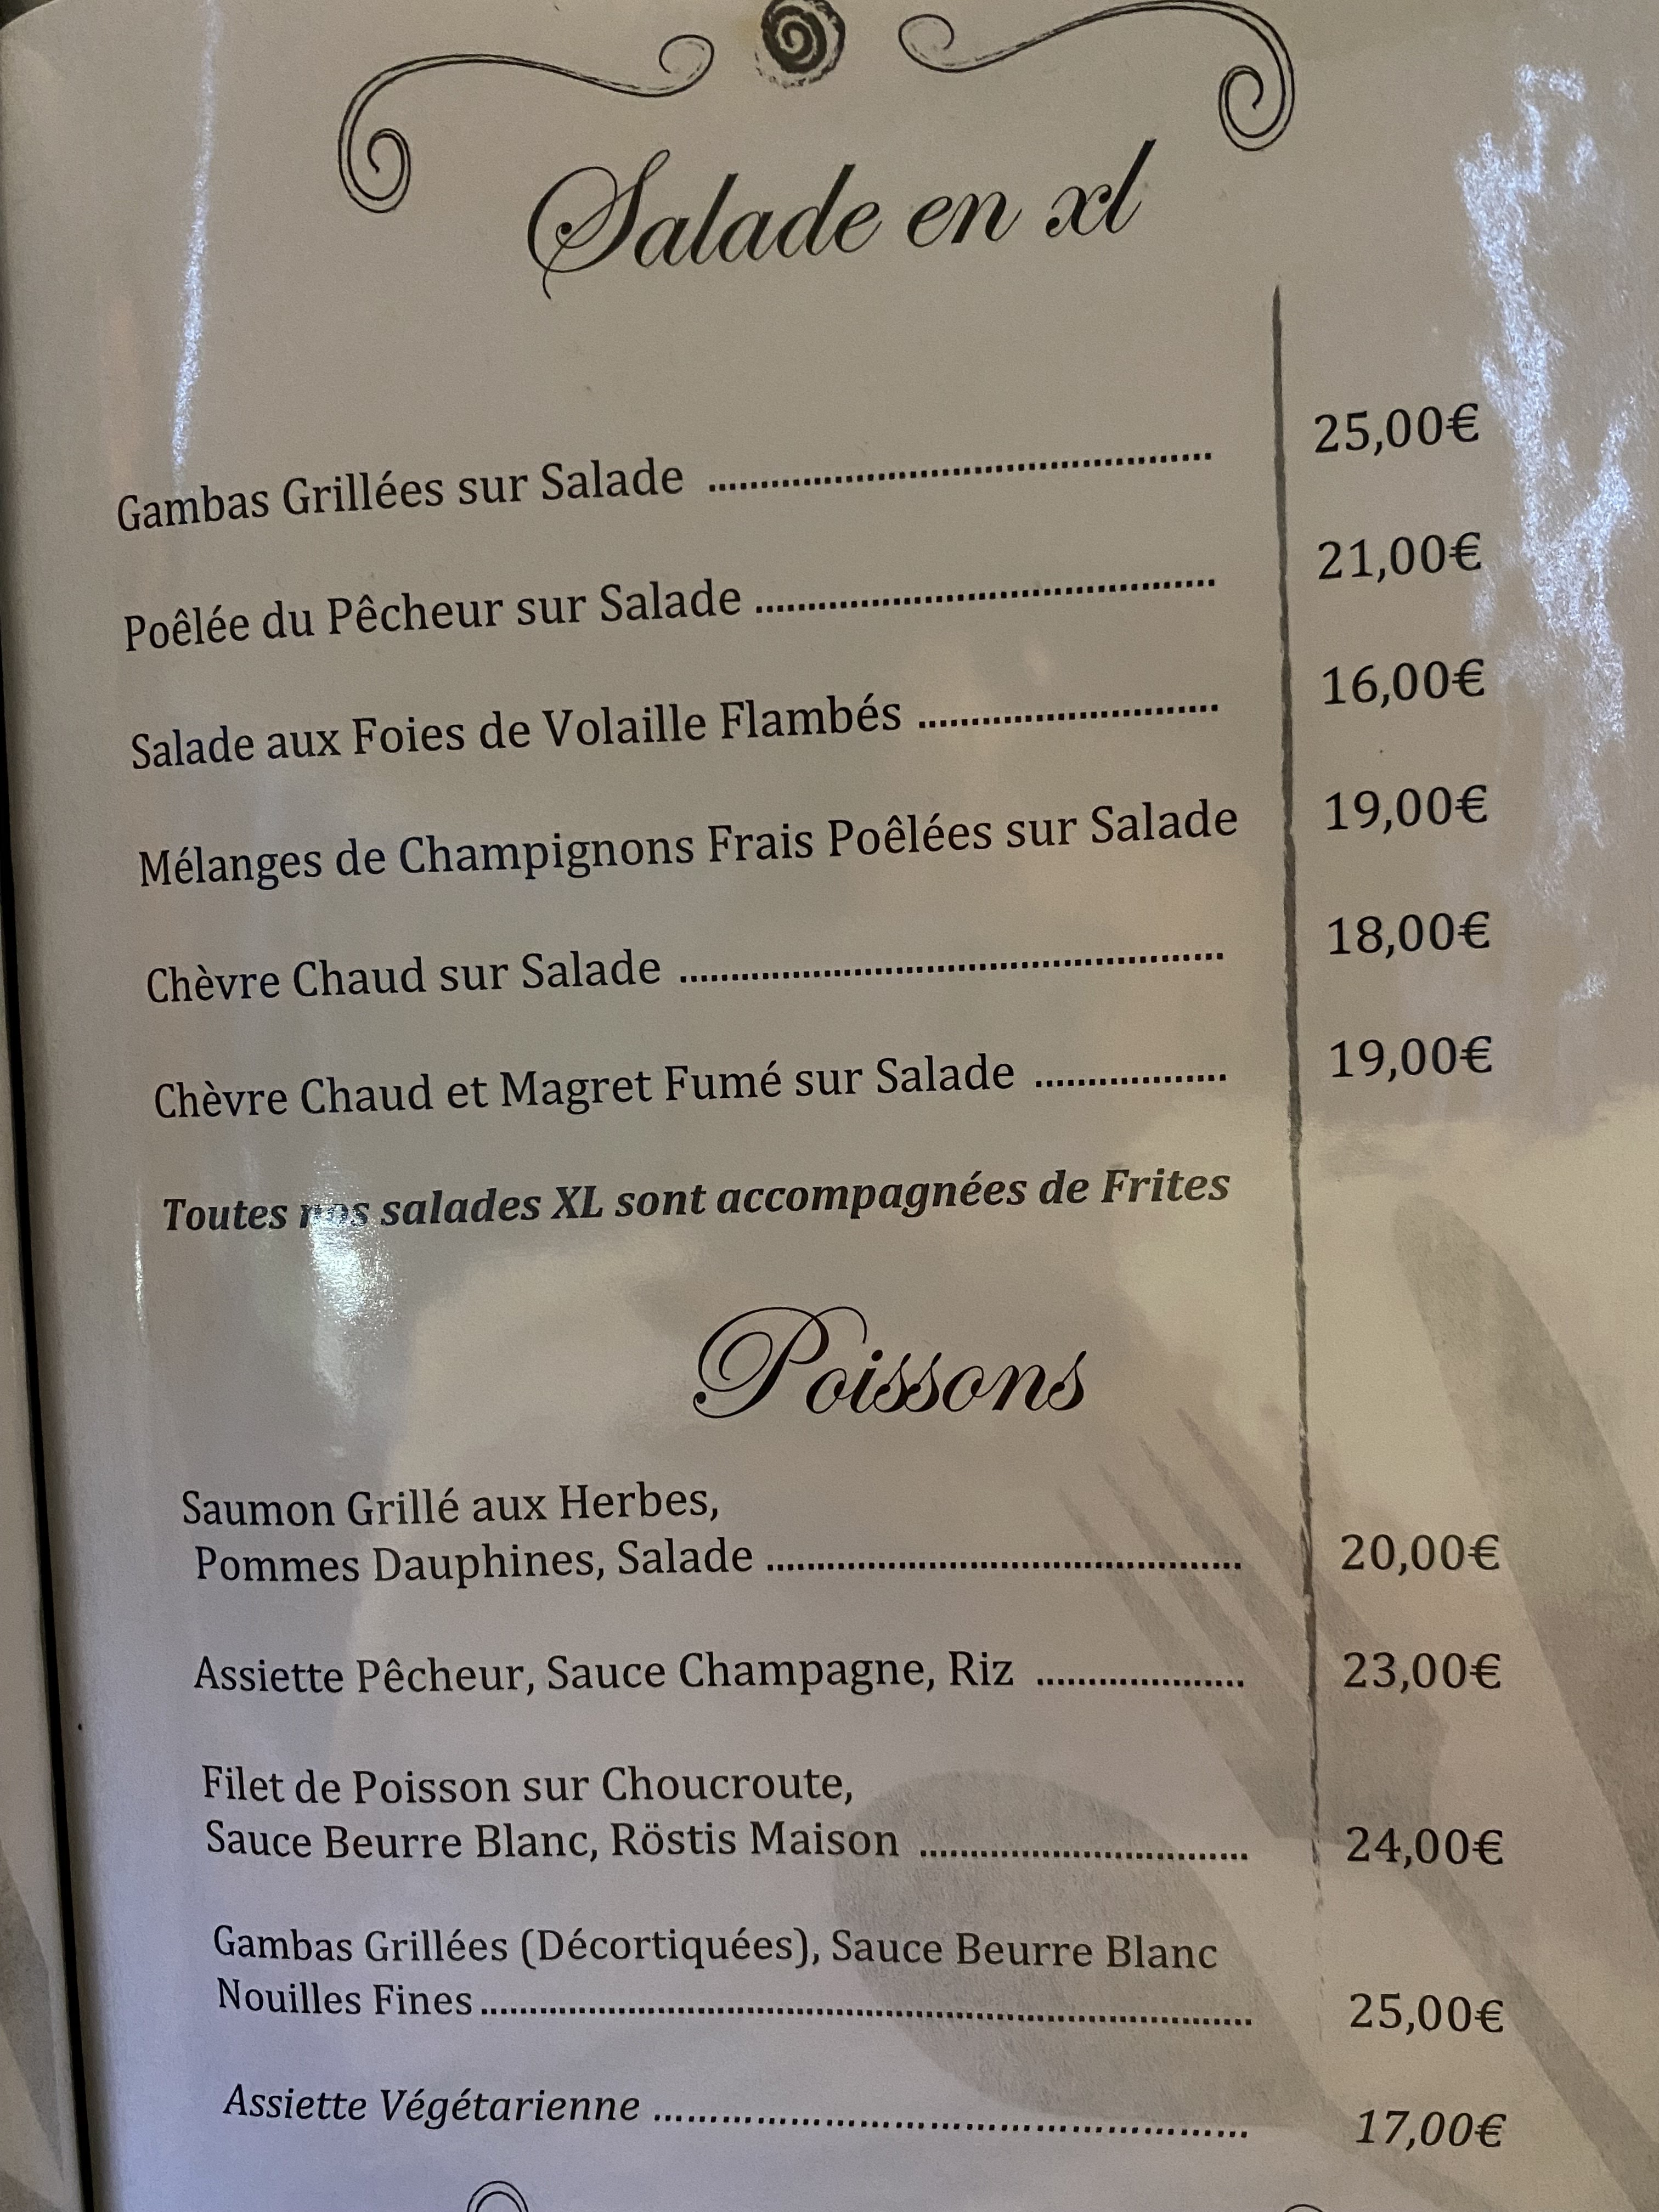 Salade en xl
Gambas Grillées sur Salade ........................................ 25,00€
Poêlée du Pêcheur sur Salade ........................................ 21,00€
Salade aux Foies de Volaille Flambés ............................ 16,00€
Mélanges de Champignons Frais Poêlées sur Salade 19,00€
Chèvre Chaud sur Salade ........................................ 18,00€
Chèvre Chaud et Magret Fumé sur Salade .................. 19,00€
Toutes nos salades XL sont accompagnées de Frites
Poissons
Saumon Grillé aux Herbes,
Pommes Dauphines, Salade ........................................ 20,00€
Assiette Pêcheur, Sauce Champagne, Riz .................... 23,00€
Filet de Poisson sur Choucroute,
Sauce Beurre Blanc, Röstis Maison ................................ 24,00€
Gambas Grillées (Décortiquées), Sauce Beurre Blanc
Nouilles Fines ........................................ 25,00€
Assiette Végétarienne ........................................ 17,00€